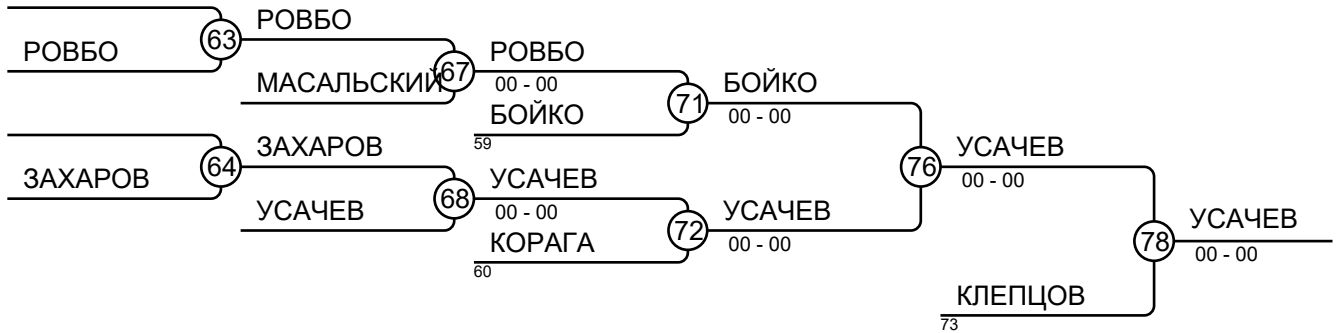 РОВБО
63
РОВБО
МАСАЛЬСКИЙ
67
РОВБО
00 - 00
БОЙКО
59
71
БОЙКО
00 - 00
ЗАХАРОВ
64
ЗАХАРОВ
УСАЧЕВ
68
УСАЧЕВ
00 - 00
КОРАГА
60
72
УСАЧЕВ
00 - 00
76
УСАЧЕВ
00 - 00
КЛЕПЦОВ
73
78
УСАЧЕВ
00 - 00